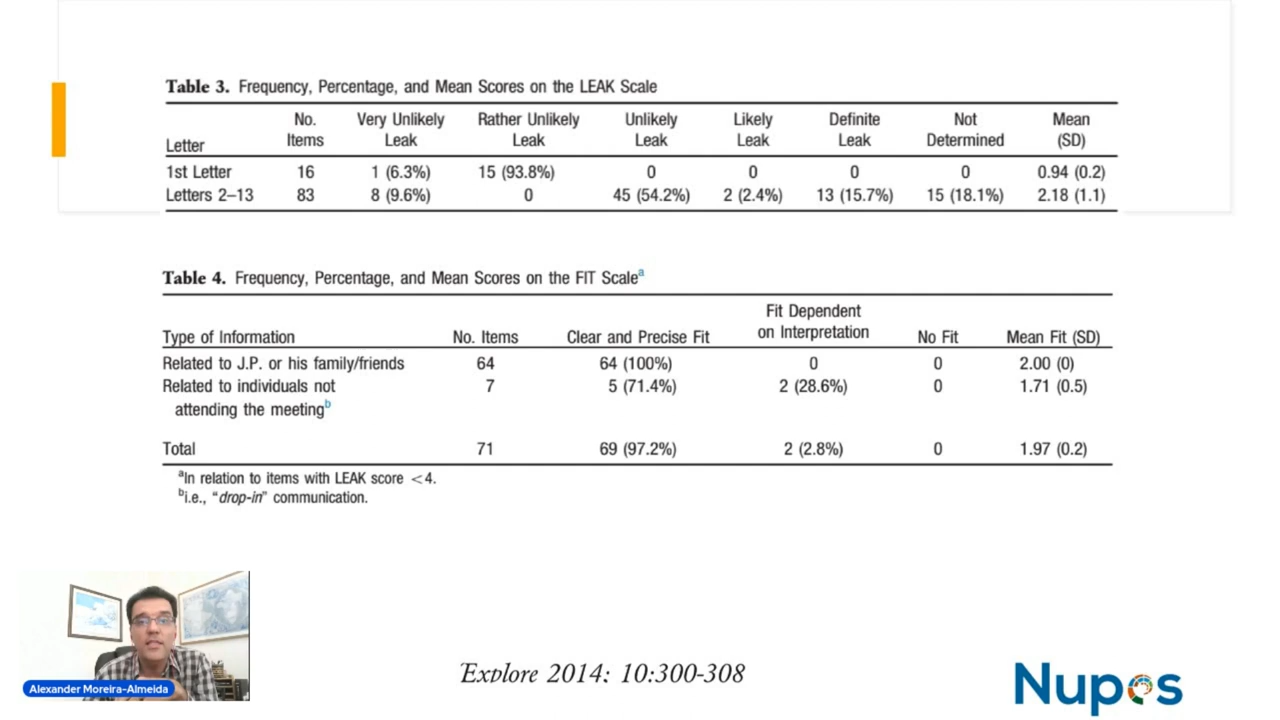 Table 3. Frequency, Percentage, and Mean Scores on the LEAK Scale
Letter No. Items Very Unlikely Leak Rather Unlikely Leak Unlikely Leak Likely Leak Definite Leak Not Determined Mean (SD)
1st Letter 16 1 (6.3%) 15 (93.8%) 0 0 0 0 0.94 (0.2)
Letters 2–13 83 8 (9.6%) 0 45 (54.2%) 2 (2.4%) 13 (15.7%) 15 (18.1%) 2.18 (1.1)
Table 4. Frequency, Percentage, and Mean Scores on the FIT Scaleᵃ
Type of Information No. Items Clear and Precise Fit Fit Dependent on Interpretation No Fit Mean Fit (SD)
Related to J.P. or his family/friends 64 64 (100%) 0 0 2.00 (0)
Related to individuals not 7 5 (71.4%) 2 (28.6%) 0 1.71 (0.5)
attending the meetingᵇ
Total 71 69 (97.2%) 2 (2.8%) 0 1.97 (0.2)
ᵃIn relation to items with LEAK score <4.
ᵇi.e., “drop-in” communication.
Alexander Moreira-Almeida
Explore 2014: 10:300-308
Nupes